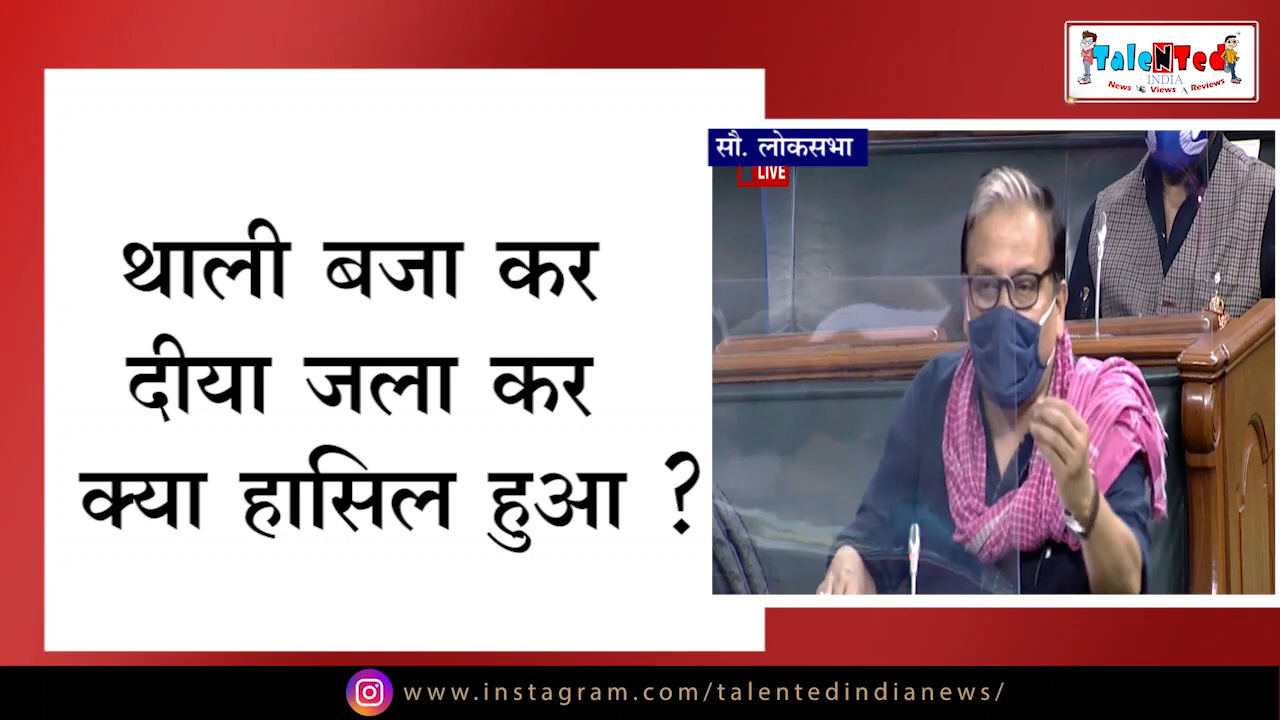 TaleNTed
INDIA
News Views Reviews
सौ. लोकसभा
LIVE
थाली बजा कर
दीया जला कर
क्या हासिल हुआ ?
www.instagram.com/talentedindianews/